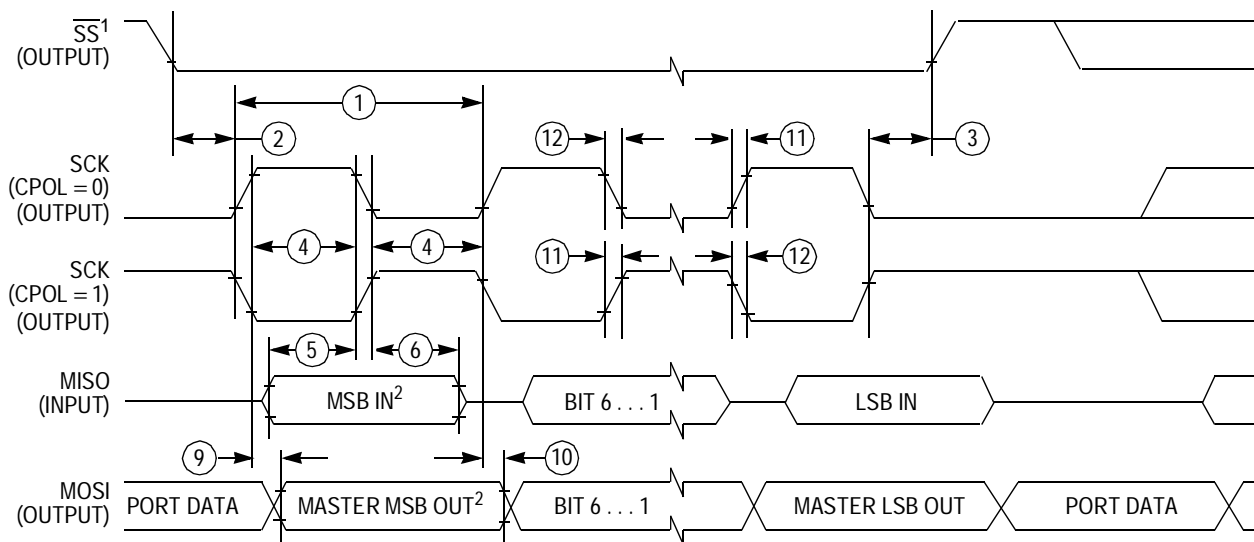 SS¹
(OUTPUT)
1
2
12
11
3
SCK
(CPOL = 0)
(OUTPUT)
4
4
11
12
SCK
(CPOL = 1)
(OUTPUT)
5
6
MISO
(INPUT)
MSB IN²
BIT 6 . . . 1
LSB IN
9
10
MOSI
(OUTPUT)
PORT DATA
MASTER MSB OUT²
BIT 6 . . . 1
MASTER LSB OUT
PORT DATA